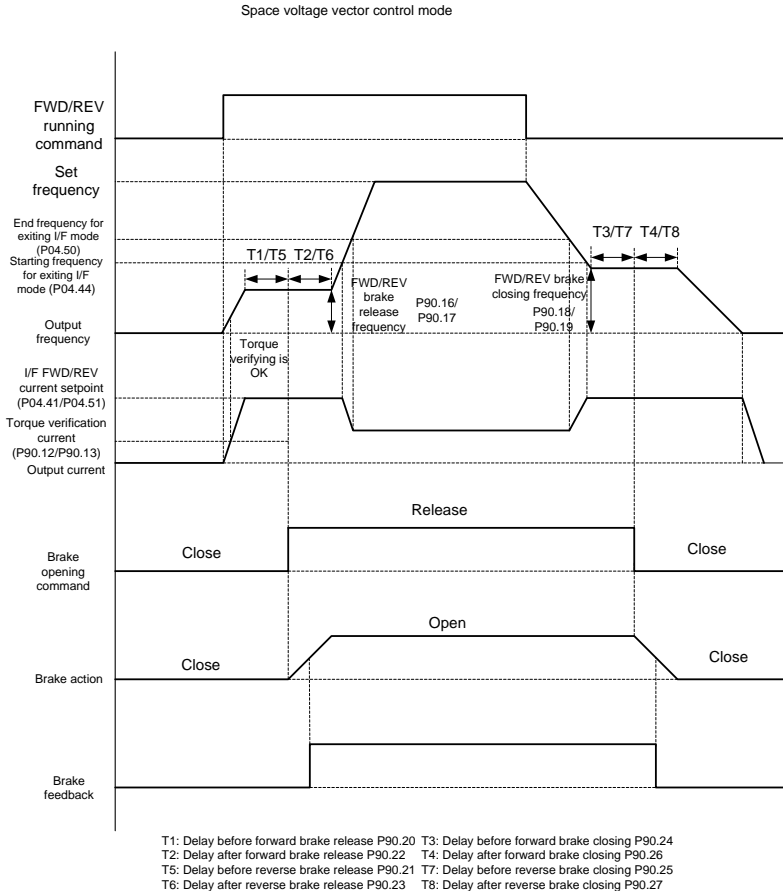 Space voltage vector control mode
FWD/REV
running
command
Set
frequency
End frequency for
exiting I/F mode
(P04.50)
Starting frequency
for exiting I/F
mode (P04.44)
T1/T5
T2/T6
T3/T7
T4/T8
FWD/REV
brake
release
frequency
P90.16/
P90.17
FWD/REV brake
closing frequency
P90.18/
P90.19
Output
frequency
Torque
verifying is
OK
I/F FWD/REV
current setpoint
(P04.41/P04.51)
Torque verification
current
(P90.12/P90.13)
Output current
Release
Close
Close
Brake
opening
command
Open
Close
Close
Brake action
Brake
feedback
T1: Delay before forward brake release P90.20 T3: Delay before forward brake closing P90.24
T2: Delay after forward brake release P90.22 T4: Delay after forward brake closing P90.26
T5: Delay before reverse brake release P90.21 T7: Delay before reverse brake closing P90.25
T6: Delay after reverse brake release P90.23 T8: Delay after reverse brake closing P90.27